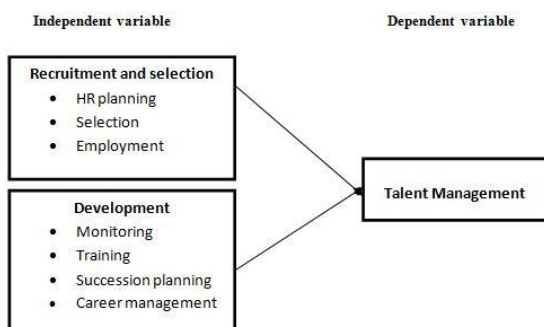 Independent variable
Dependent variable
Recruitment and selection
• HR planning
• Selection
• Employment
Development
• Monitoring
• Training
• Succession planning
• Career management
Talent Management